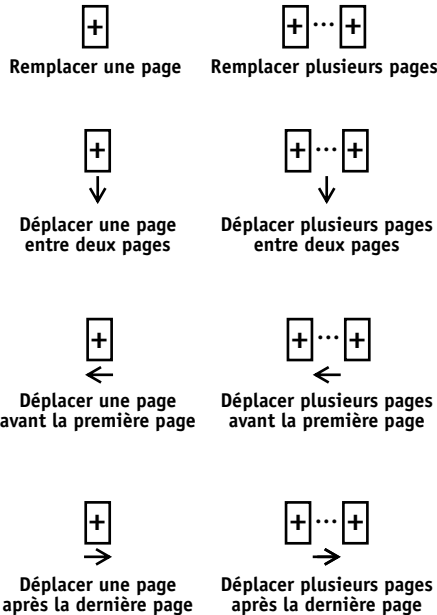 +
+ ... +
Remplacer une page
Remplacer plusieurs pages
+
+ ... +
Déplacer une page
entre deux pages
Déplacer plusieurs pages
entre deux pages
+
+ ... +
Déplacer une page
avant la première page
Déplacer plusieurs pages
avant la première page
+
+ ... +
Déplacer une page
après la dernière page
Déplacer plusieurs pages
après la dernière page